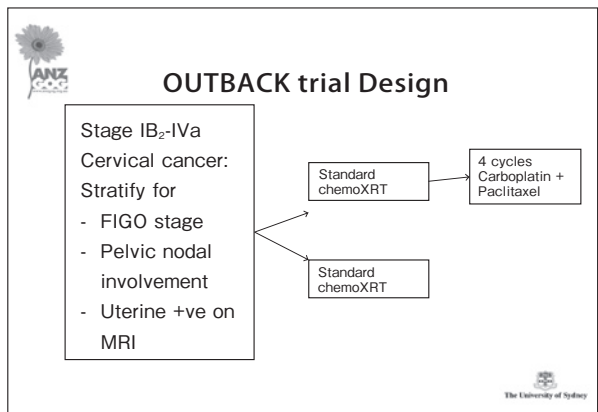 ANZ
GOG
OUTBACK trial Design
Stage IB₂-IVa
Cervical cancer:
Stratify for
- FIGO stage
- Pelvic nodal
involvement
- Uterine +ve on
MRI
Standard
chemoXRT
4 cycles
Carboplatin +
Paclitaxel
Standard
chemoXRT
The University of Sydney